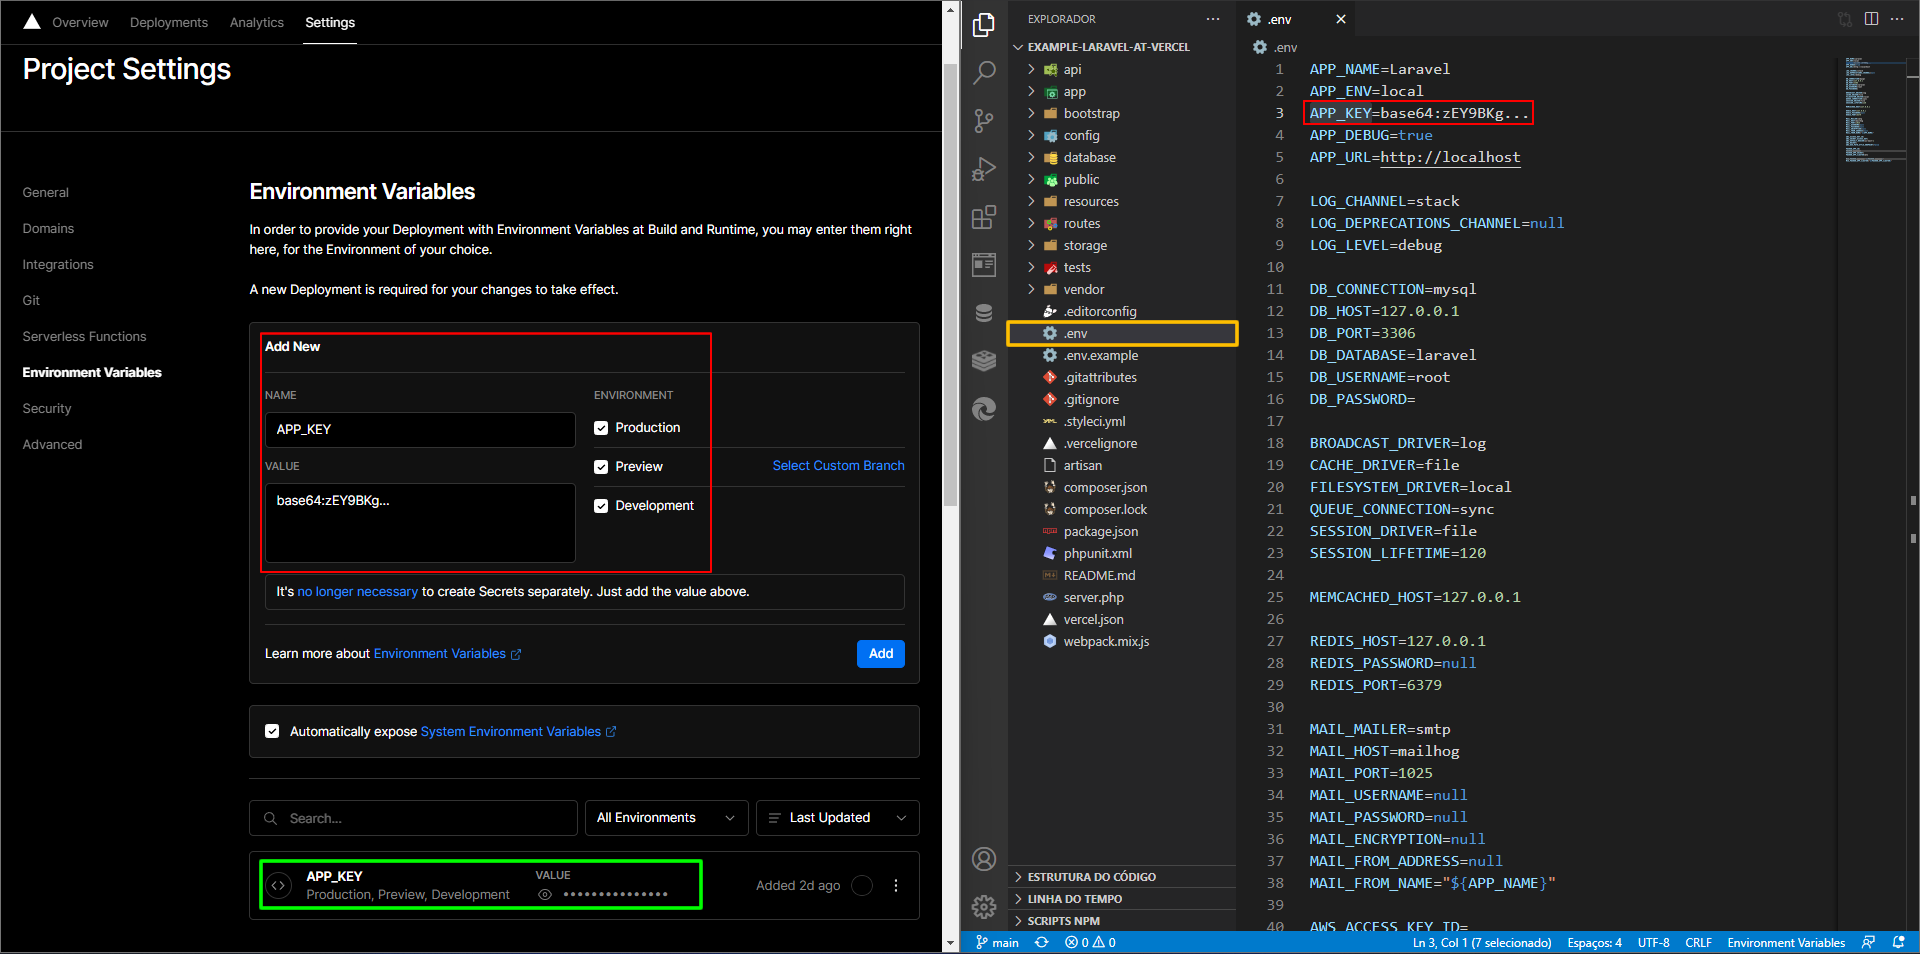 Overview Deployments Analytics Settings
Project Settings
General
Domains
Integrations
Git
Serverless Functions
Environment Variables
Security
Advanced
Environment Variables
In order to provide your Deployment with Environment Variables at Build and Runtime, you may enter them right
here, for the Environment of your choice.
A new Deployment is required for your changes to take effect.
Add New
NAME
APP_KEY
VALUE
base64:zEY9BKg...
ENVIRONMENT
Production
Preview
Select Custom Branch
Development
It's no longer necessary to create Secrets separately. Just add the value above.
Learn more about Environment Variables
Add
Automatically expose System Environment Variables
Search...
All Environments
Last Updated
APP_KEY
Production, Preview, Development
VALUE
•••••••••••••••
Added 2d ago
EXPLORADOR
EXAMPLE-LARAVEL-AT-VERCEL
api
app
bootstrap
config
database
public
resources
routes
storage
tests
vendor
.editorconfig
.env
.env.example
.gitattributes
.gitignore
.styleci.yml
.vercelignore
artisan
composer.json
composer.lock
package.json
phpunit.xml
README.md
server.php
vercel.json
webpack.mix.js
ESTRUTURA DO CÓDIGO
LINHA DO TEMPO
SCRIPTS NPM
.env
.env
1 APP_NAME=Laravel
2 APP_ENV=local
3 APP_KEY=base64:zEY9BKg...
4 APP_DEBUG=true
5 APP_URL=http://localhost
6
7 LOG_CHANNEL=stack
8 LOG_DEPRECATIONS_CHANNEL=null
9 LOG_LEVEL=debug
10
11 DB_CONNECTION=mysql
12 DB_HOST=127.0.0.1
13 DB_PORT=3306
14 DB_DATABASE=laravel
15 DB_USERNAME=root
16 DB_PASSWORD=
17
18 BROADCAST_DRIVER=log
19 CACHE_DRIVER=file
20 FILESYSTEM_DRIVER=local
21 QUEUE_CONNECTION=sync
22 SESSION_DRIVER=file
23 SESSION_LIFETIME=120
24
25 MEMCACHED_HOST=127.0.0.1
26
27 REDIS_HOST=127.0.0.1
28 REDIS_PASSWORD=null
29 REDIS_PORT=6379
30
31 MAIL_MAILER=smtp
32 MAIL_HOST=mailhog
33 MAIL_PORT=1025
34 MAIL_USERNAME=null
35 MAIL_PASSWORD=null
36 MAIL_ENCRYPTION=null
37 MAIL_FROM_ADDRESS=null
38 MAIL_FROM_NAME="${APP_NAME}"
39
40 AWS_ACCESS_KEY_ID=
main 0 0 Ln 3, Col 1 (7 selecionado) Espaços: 4 UTF-8 CRLF Environment Variables